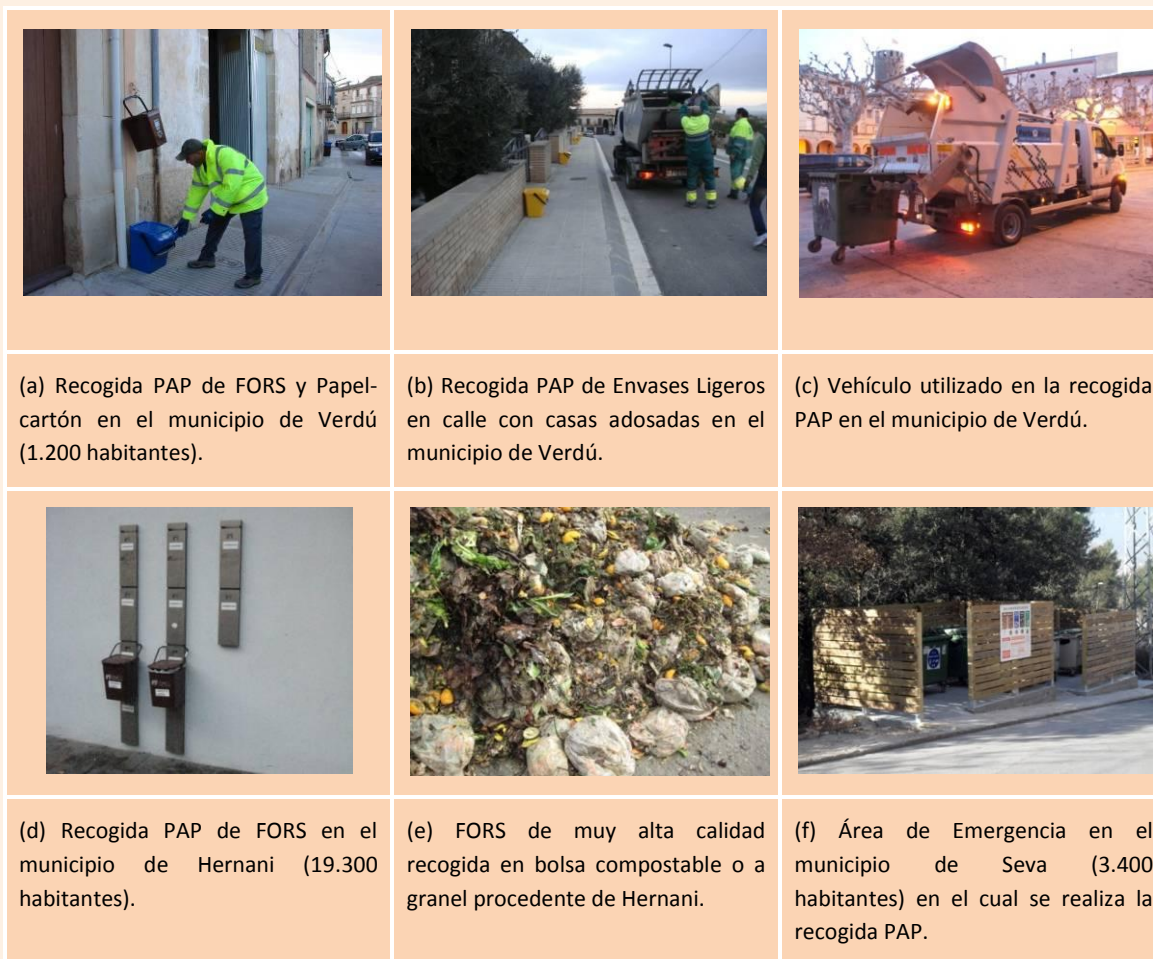 (a) Recogida PAP de FORS y Papel-
cartón en el municipio de Verdú
(1.200 habitantes).
(b) Recogida PAP de Envases Ligeros
en calle con casas adosadas en el
municipio de Verdú.
(c) Vehículo utilizado en la recogida
PAP en el municipio de Verdú.
(d) Recogida PAP de FORS en el
municipio de Hernani (19.300
habitantes).
(e) FORS de muy alta calidad
recogida en bolsa compostable o a
granel procedente de Hernani.
(f) Área de Emergencia en el
municipio de Seva (3.400
habitantes) en el cual se realiza la
recogida PAP.